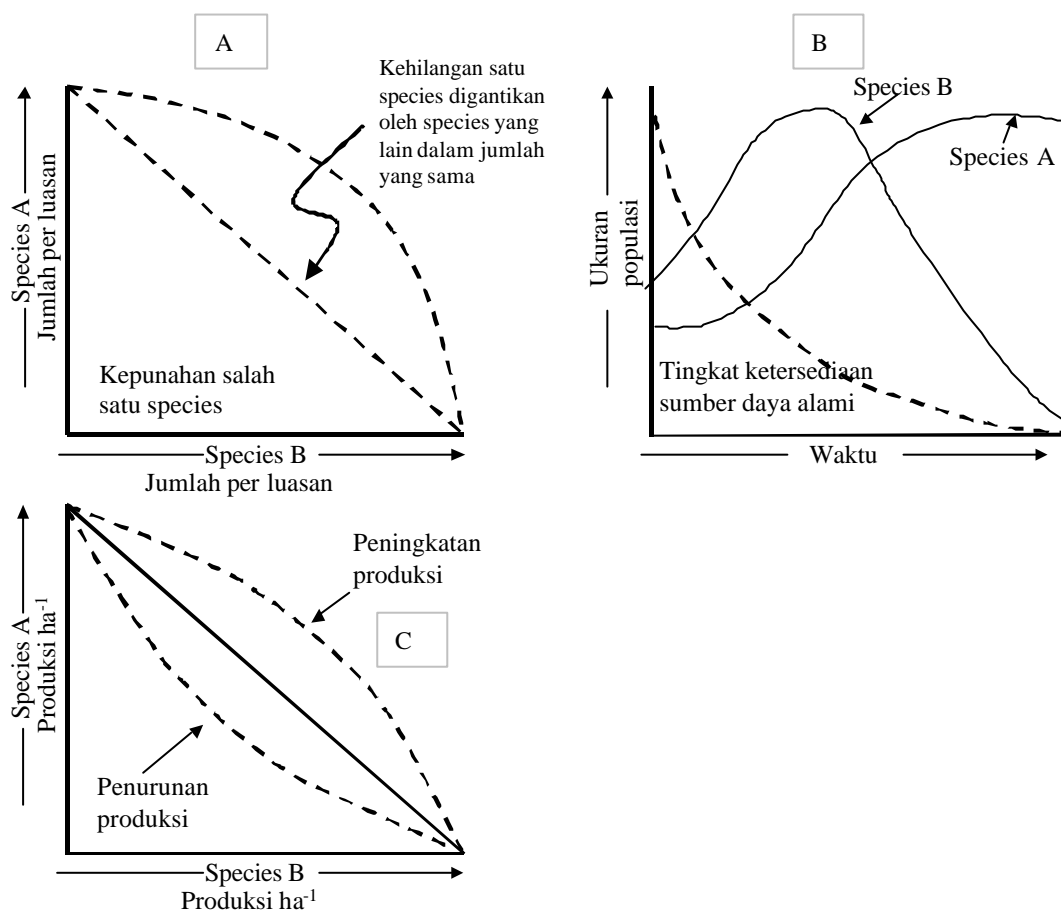 A
Kehilangan satu
species digantikan
oleh species yang
lain dalam jumlah
yang sama
Species A
Jumlah per luasan
Kepunahan salah
satu species
Species B
Jumlah per luasan
B
Species B
Species A
Ukuran
populasi
Tingkat ketersediaan
sumber daya alami
Waktu
Peningkatan
produksi
C
Species A
Produksi ha⁻¹
Penurunan
produksi
Species B
Produksi ha⁻¹